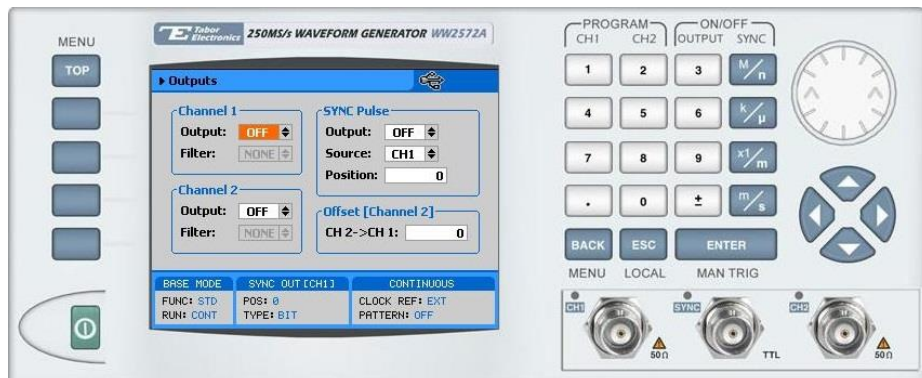 MENU
TOP
Tabor Electronics 250MS/s WAVEFORM GENERATOR WW2572A
Outputs
Channel 1
Output: OFF
Filter: NONE
Channel 2
Output: OFF
Filter: NONE
SYNC Pulse
Output: OFF
Source: CH1
Position: 0
Offset [Channel 2]
CH 2->CH 1: 0
BASE MODE SYNC OUT [CH1] CONTINUOUS
FUNC: STD POS: 0 CLOCK REF: EXT
RUN: CONT TYPE: BIT PATTERN: OFF
PROGRAM ON/OFF
CH1 CH2 OUTPUT SYNC
1 2 3 M/n
4 5 6 k/μ
7 8 9 x1/m
. 0 ± m/s
BACK ESC ENTER
MENU LOCAL MAN TRIG
CH1 SYNC CH2
50Ω TTL 50Ω